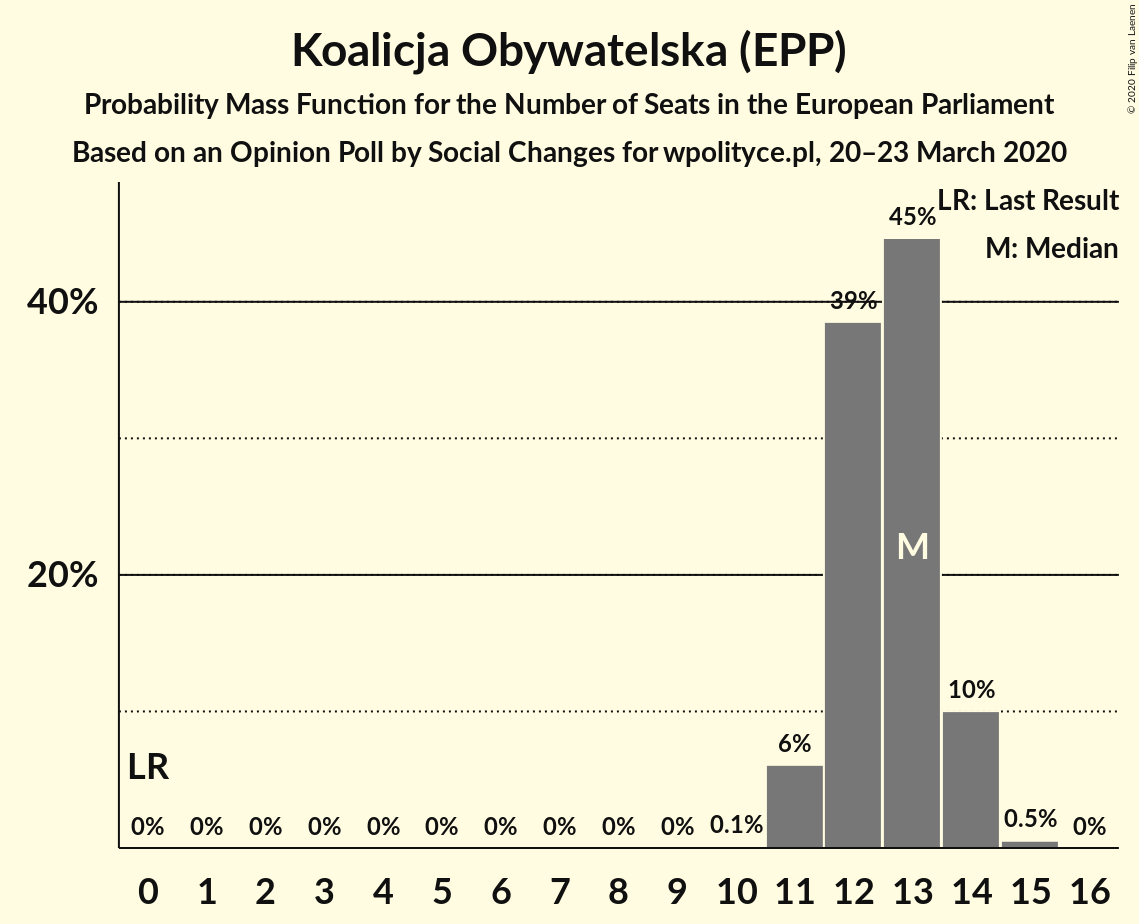 Koalicja Obywatelska (EPP)
Probability Mass Function for the Number of Seats in the European Parliament
Based on an Opinion Poll by Social Changes for wpolityce.pl, 20–23 March 2020
© 2020 Filip van Laenen
LR: Last Result
M: Median
45%
40%
39%
M
20%
10%
6%
LR
0% 0% 0% 0% 0% 0% 0% 0% 0% 0% 0.1% 0.5% 0%
0 1 2 3 4 5 6 7 8 9 10 11 12 13 14 15 16